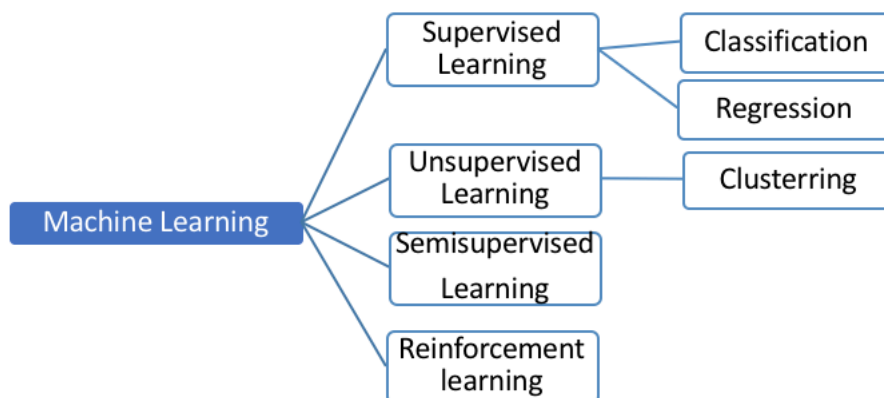 Supervised
Learning
Classification
Regression
Unsupervised
Learning
Clusterring
Machine Learning
Semisupervised
Learning
Reinforcement
learning